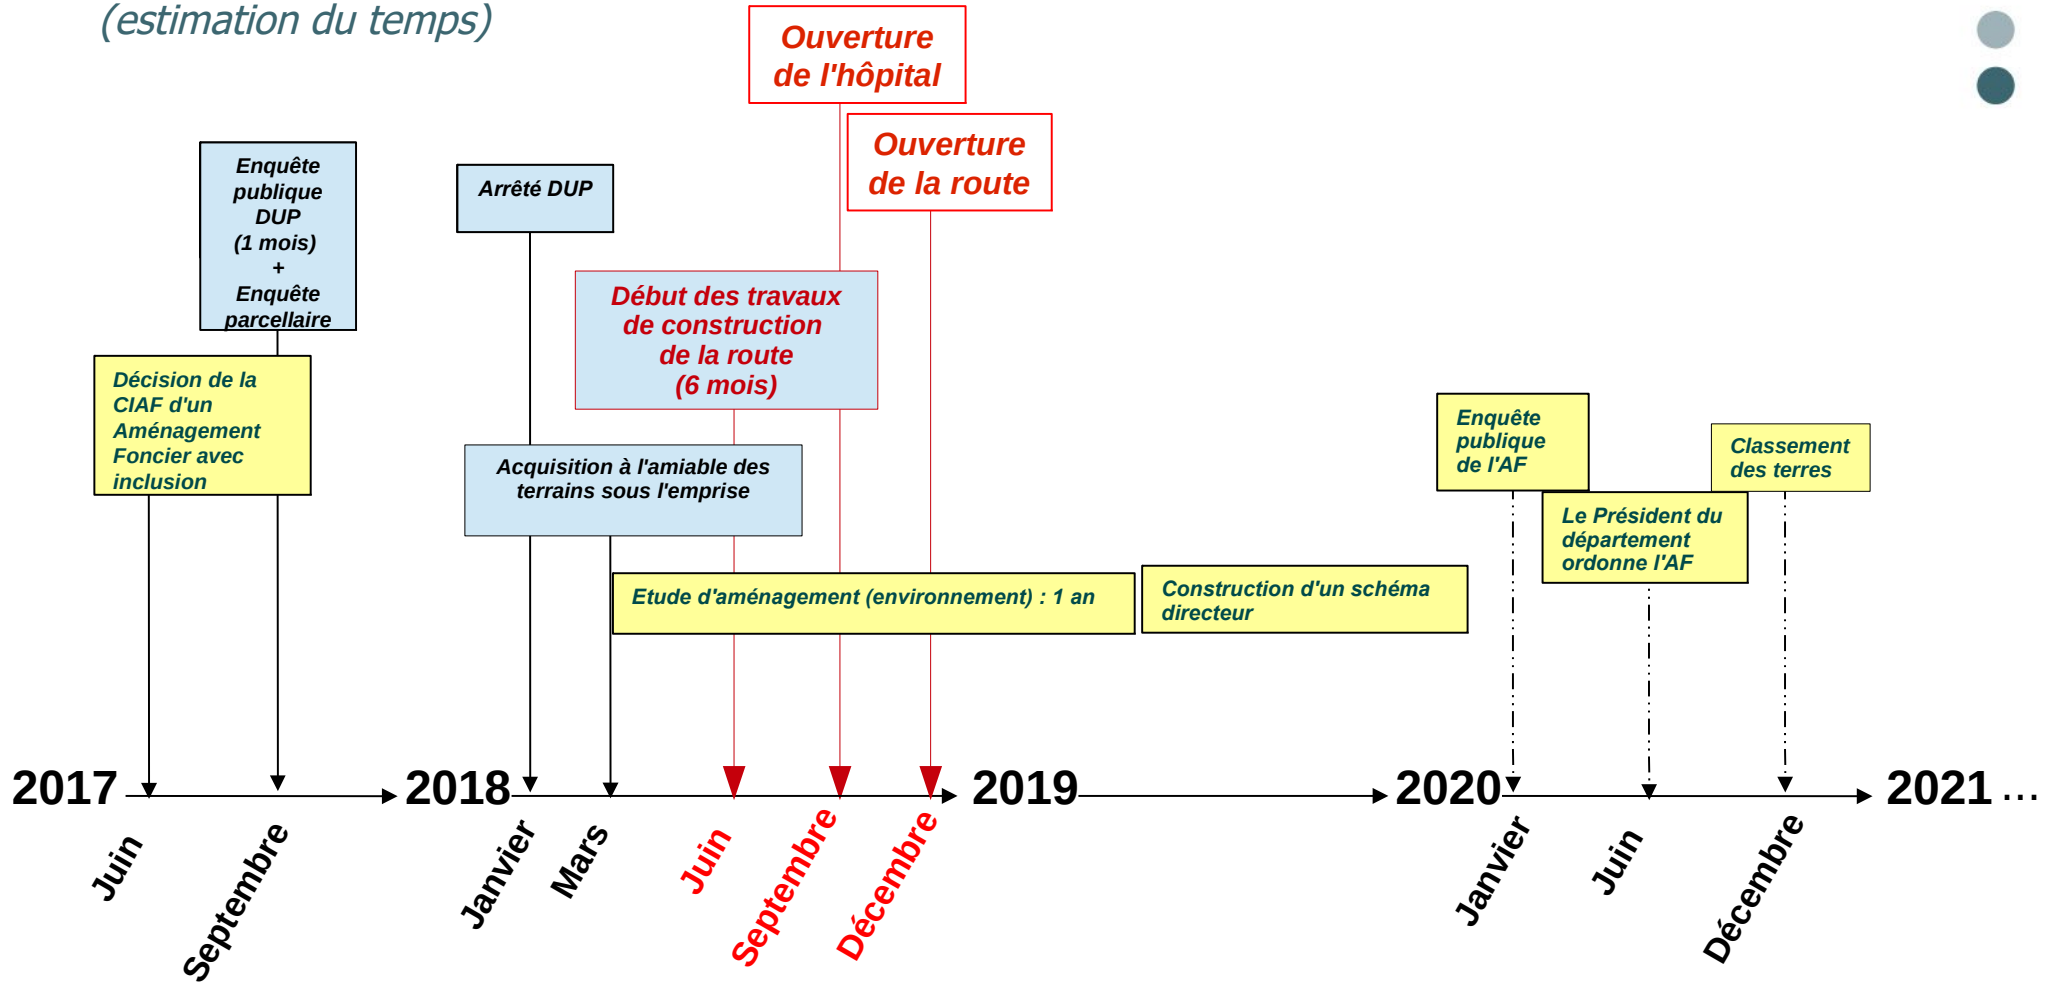 (estimation du temps)
Ouverture
de l'hôpital
Ouverture
de la route
Enquête
publique
DUP
(1 mois)
+
Enquête
parcellaire
Arrêté DUP
Début des travaux
de construction
de la route
(6 mois)
Décision de la
CIAF d'un
Aménagement
Foncier avec
inclusion
Acquisition à l'amiable des
terrains sous l'emprise
Enquête
publique
de l'AF
Classement
des terres
Le Président du
département
ordonne l'AF
Etude d'aménagement (environnement) : 1 an
Construction d'un schéma
directeur
2017
2018
2019
2020
2021 ...
Juin
Septembre
Janvier
Mars
Juin
Septembre
Décembre
Janvier
Juin
Décembre